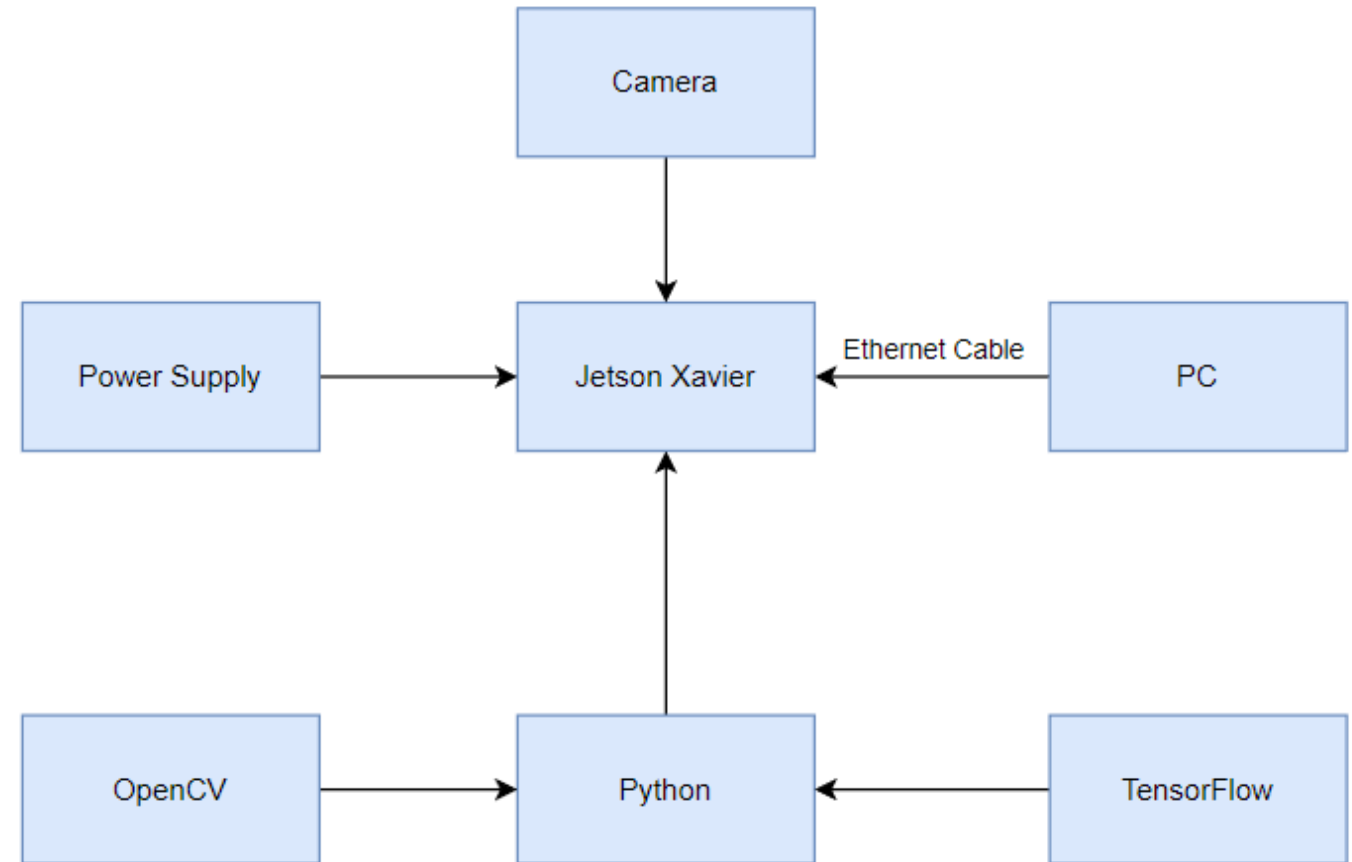 Camera
Power Supply
Jetson Xavier
Ethernet Cable
PC
OpenCV
Python
TensorFlow